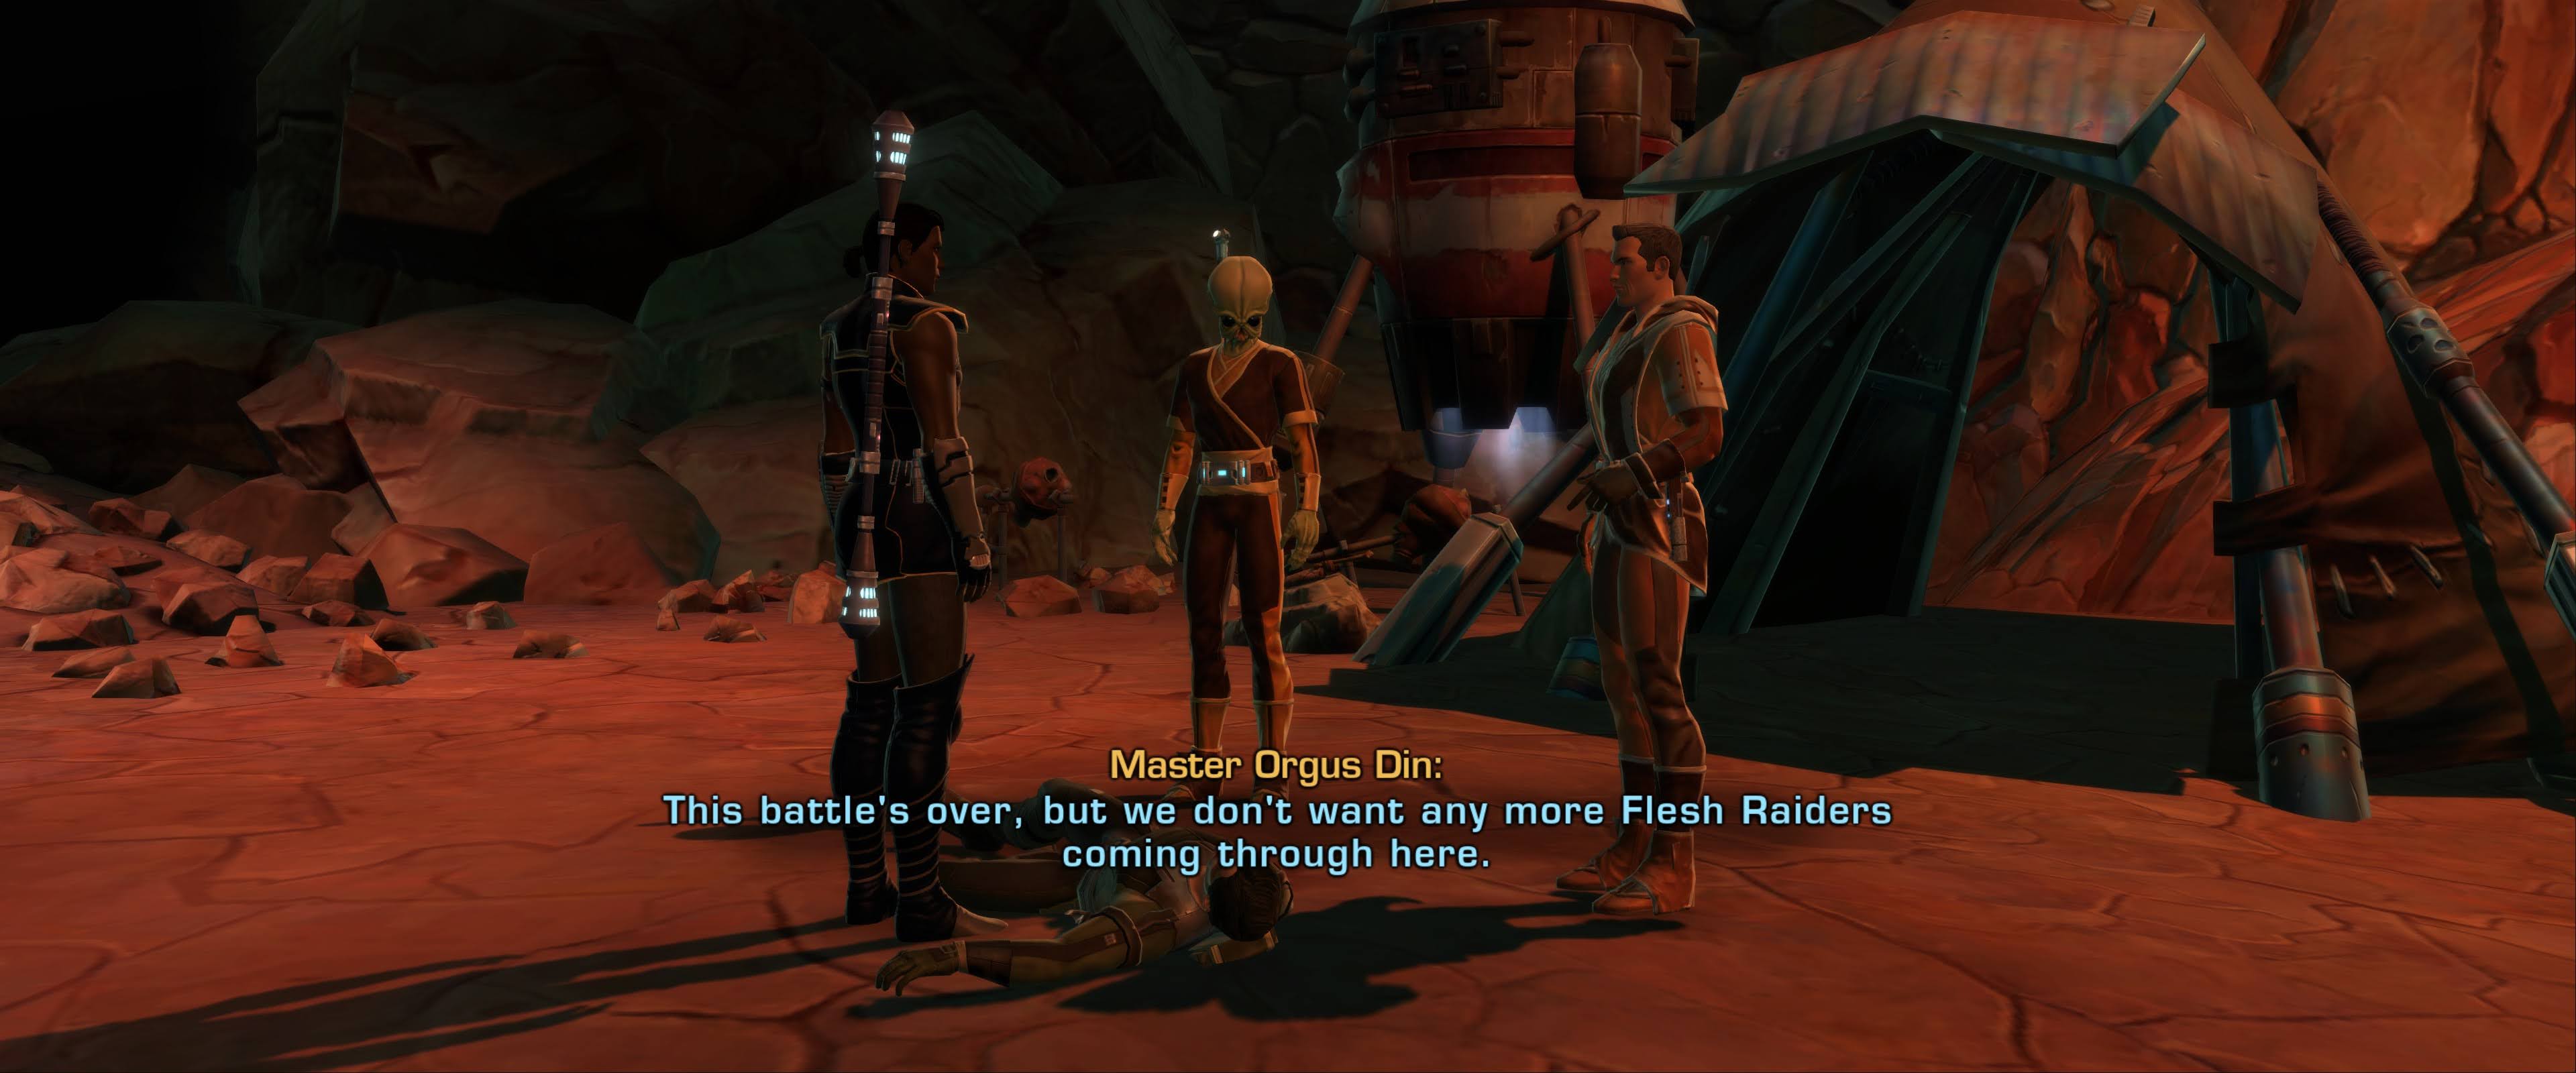 Master Orgus Din:
This battle's over, but we don't want any more Flesh Raiders
coming through here.